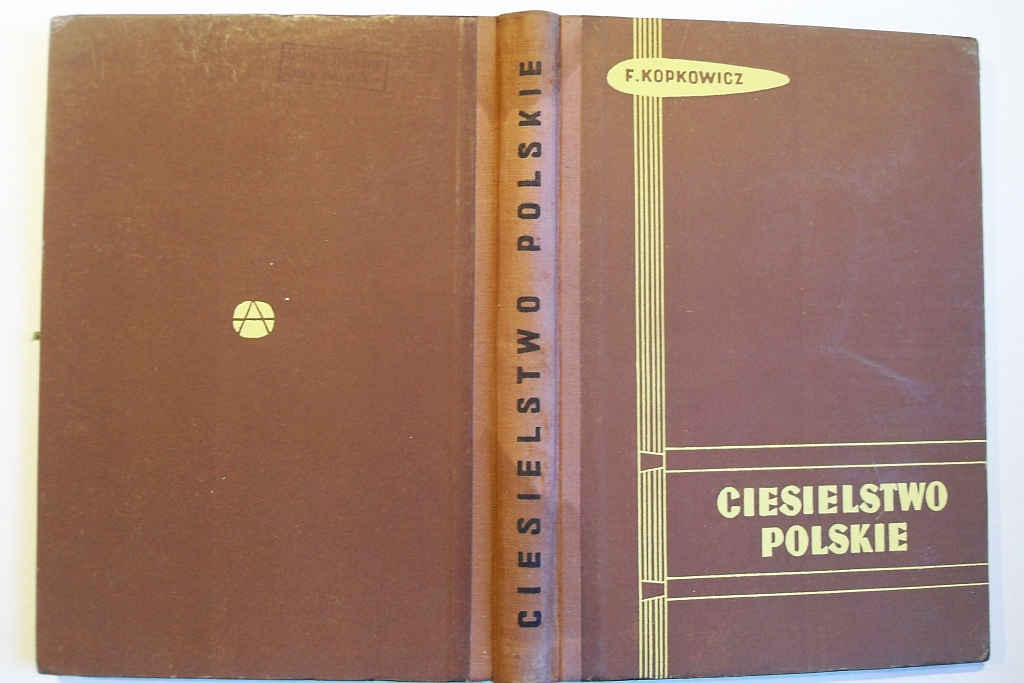 F. KOPKOWICZ
CIESIELSTWO
POLSKIE
CIESIELSTWO POLSKIE
A